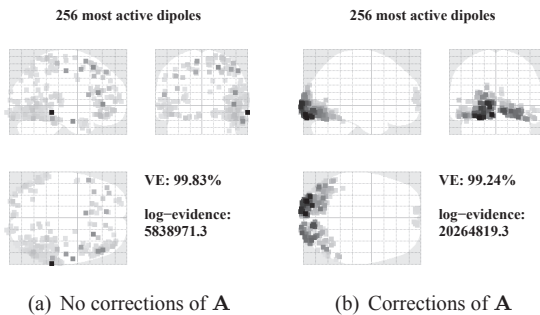 256 most active dipoles
VE: 99.83%
log−evidence:
5838971.3
(a) No corrections of A
256 most active dipoles
VE: 99.24%
log−evidence:
20264819.3
(b) Corrections of A